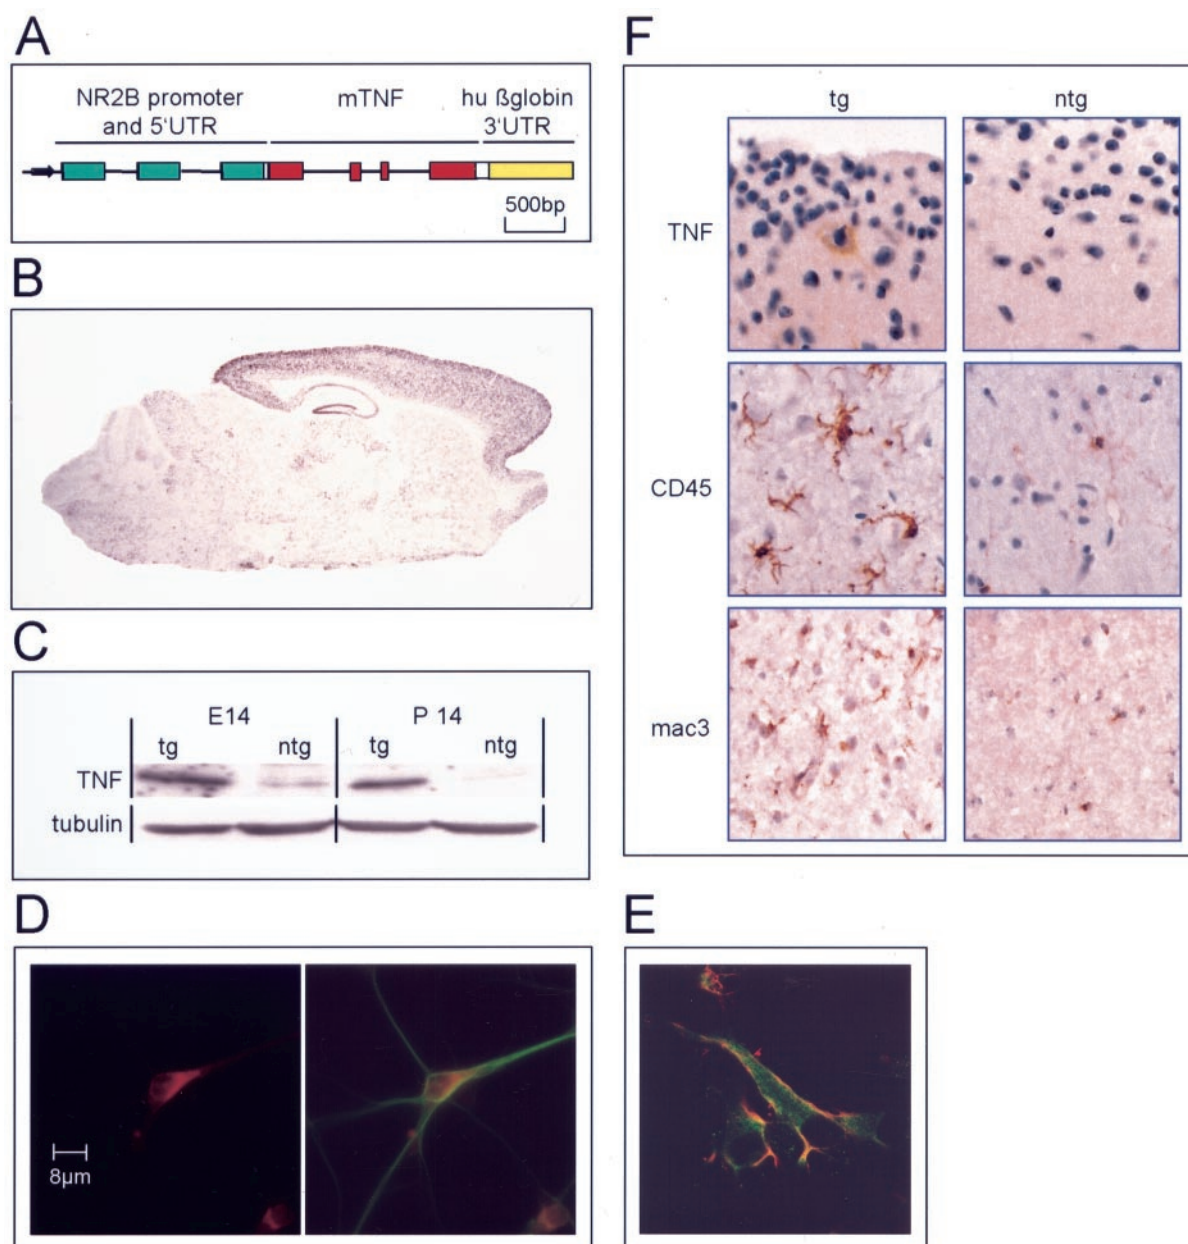 A
NR2B promoter and 5‘UTR
mTNF
hu ßglobin 3‘UTR
500bp
B
C
E14
P 14
tg
ntg
tg
ntg
TNF
tubulin
D
8µm
E
F
tg
ntg
TNF
CD45
mac3